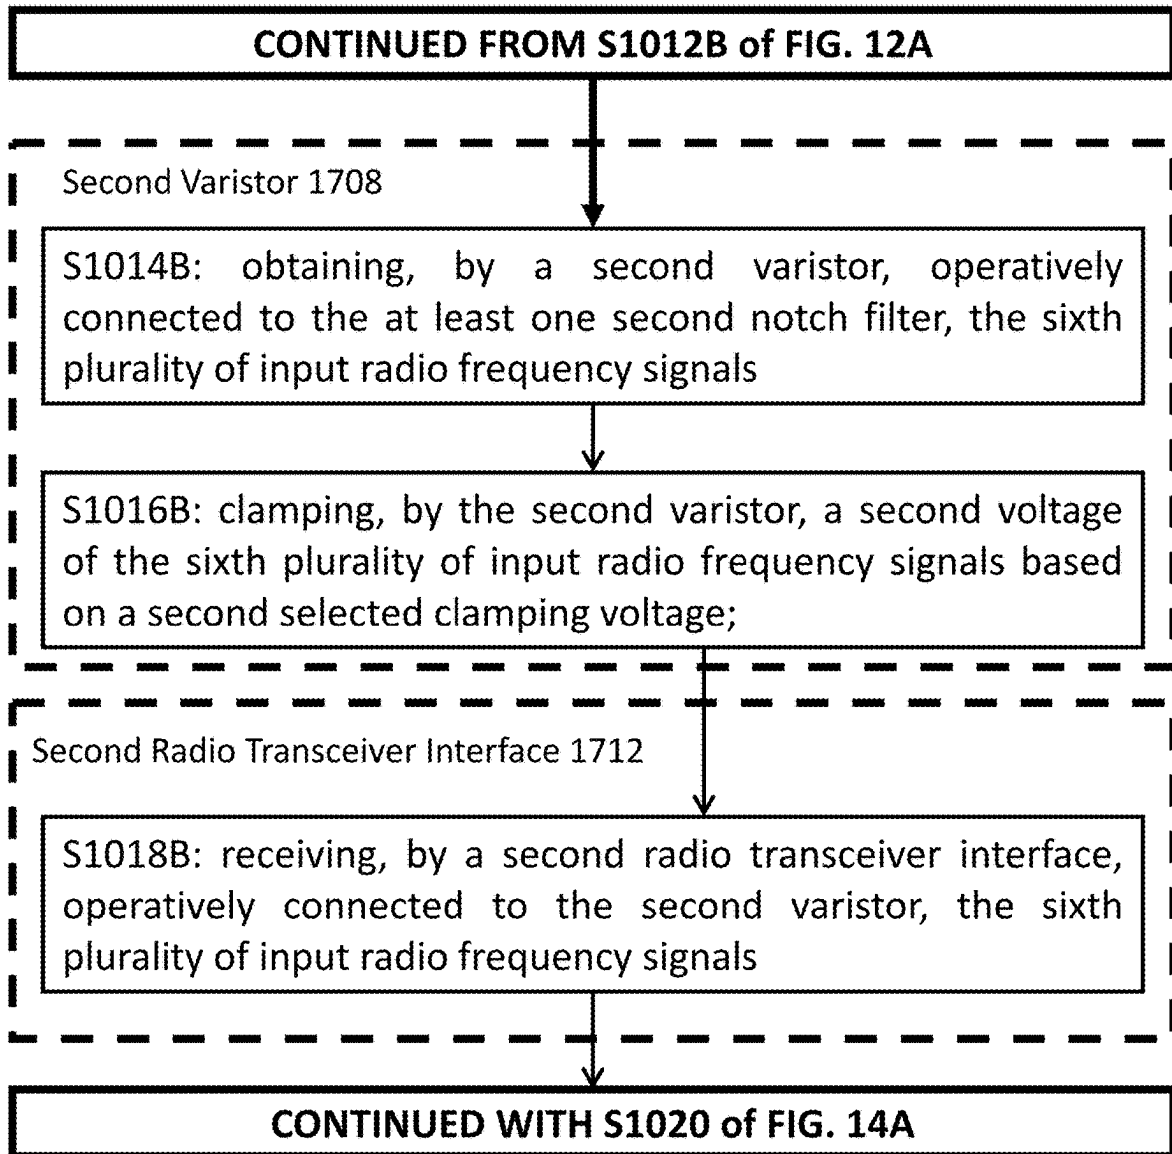 CONTINUED FROM S1012B of FIG. 12A
Second Varistor 1708
S1014B: obtaining, by a second varistor, operatively
connected to the at least one second notch filter, the sixth
plurality of input radio frequency signals
S1016B: clamping, by the second varistor, a second voltage
of the sixth plurality of input radio frequency signals based
on a second selected clamping voltage;
Second Radio Transceiver Interface 1712
S1018B: receiving, by a second radio transceiver interface,
operatively connected to the second varistor, the sixth
plurality of input radio frequency signals
CONTINUED WITH S1020 of FIG. 14A